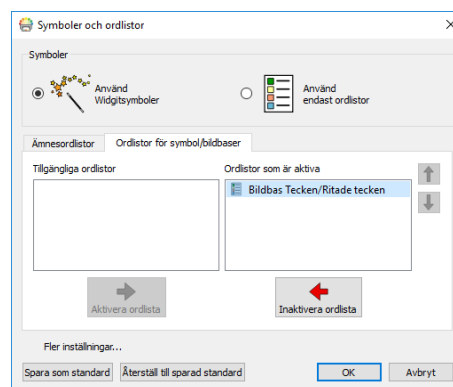 Symboler och ordlistor
Symboler
Använd
Widgitsymboler
Använd
endast ordlistor
Ämnesordlistor
Ordlistor för symbol/bildbaser
Tillgängliga ordlistor
Ordlistor som är aktiva
Bildbas Tecken/Ritade tecken
Aktivera ordlista
Inaktivera ordlista
Fler inställningar...
Spara som standard
Återställ till sparad standard
OK
Avbryt